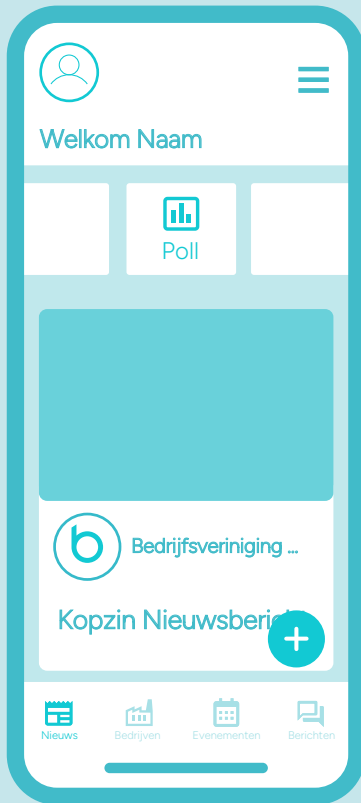 Welkom Naam
Poll
b
Bedrijfsveriniging ...
Kopzin Nieuwsberi
Nieuws
Bedrijven
Evenementen
Berichten